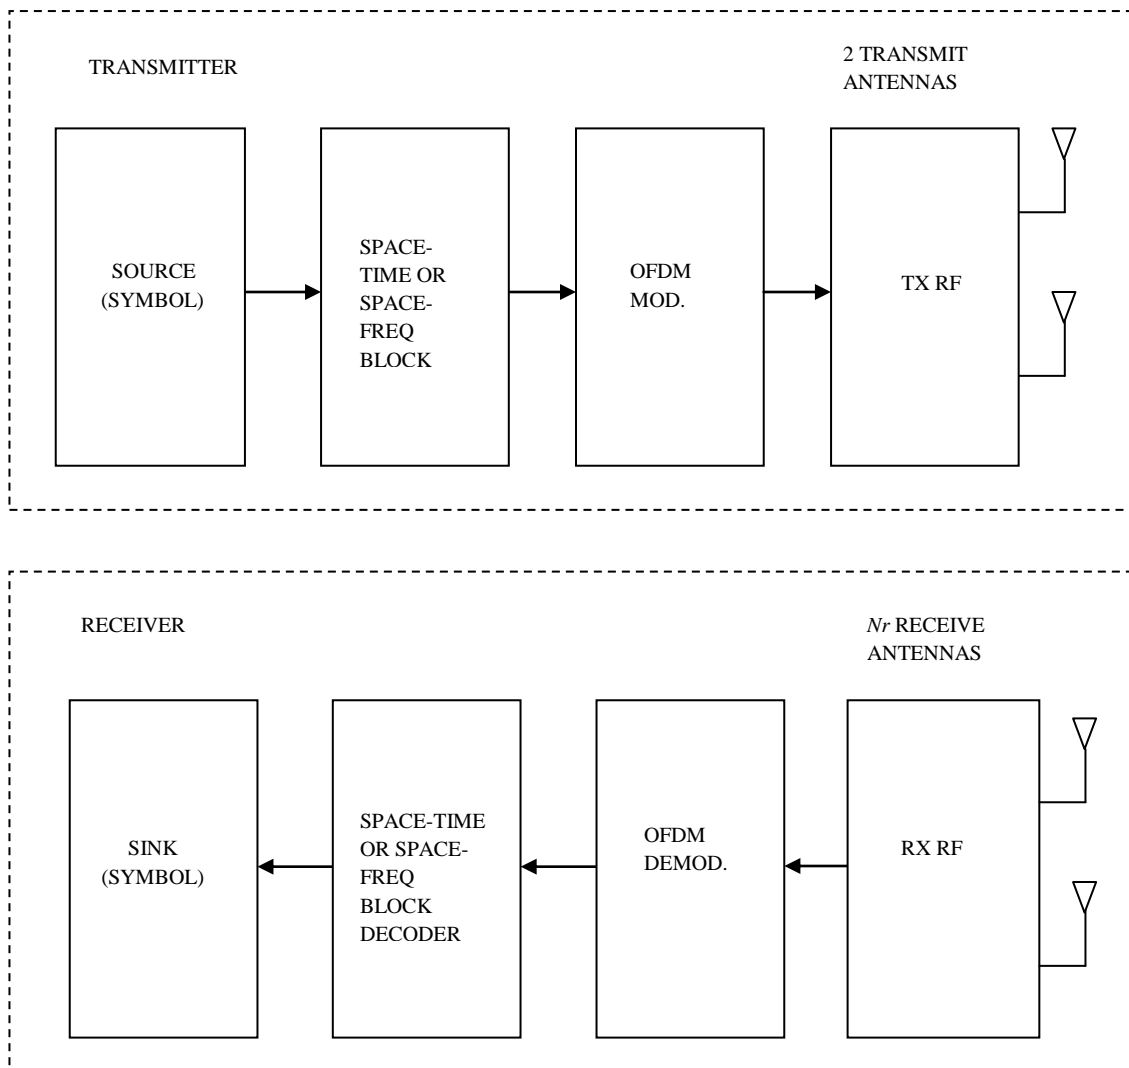 TRANSMITTER
2 TRANSMIT
ANTENNAS
SOURCE
(SYMBOL)
SPACE-
TIME OR
SPACE-
FREQ
BLOCK
OFDM
MOD.
TX RF
RECEIVER
Nr RECEIVE
ANTENNAS
SINK
(SYMBOL)
SPACE-TIME
OR SPACE-
FREQ
BLOCK
DECODER
OFDM
DEMOD.
RX RF